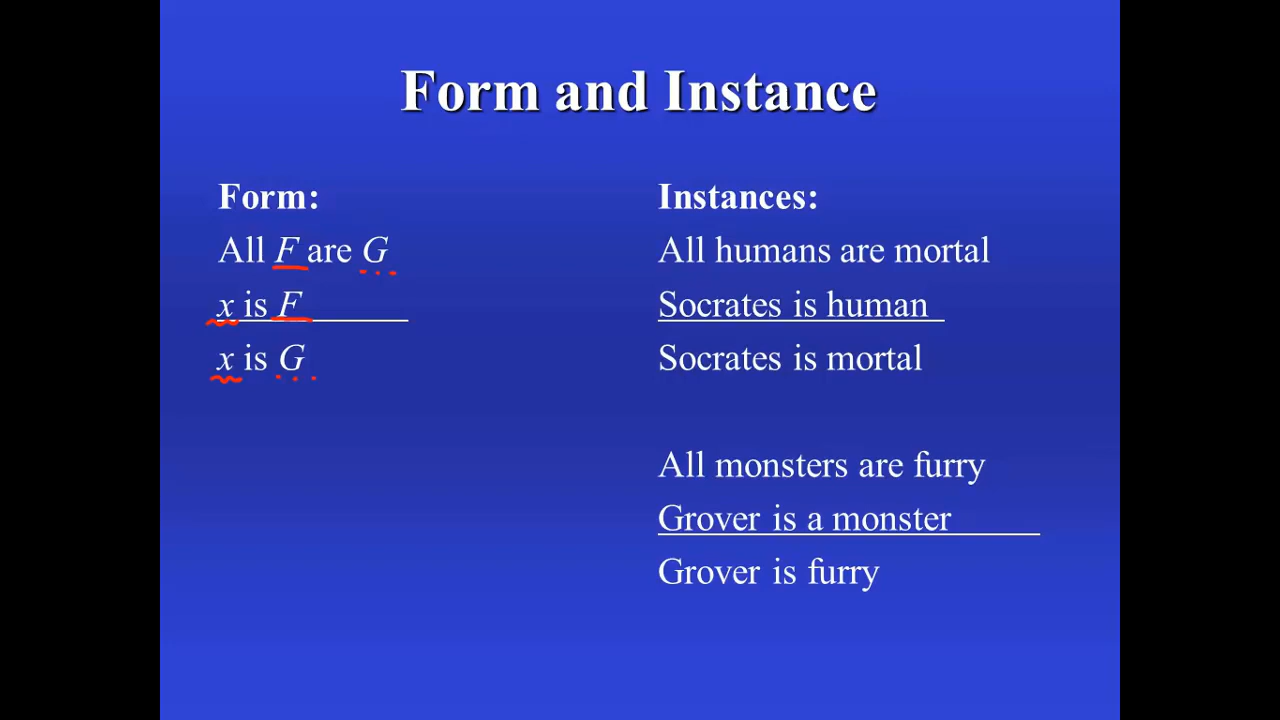 Form and Instance
Form:
All F are G
x is F
x is G
Instances:
All humans are mortal
Socrates is human
Socrates is mortal
All monsters are furry
Grover is a monster
Grover is furry